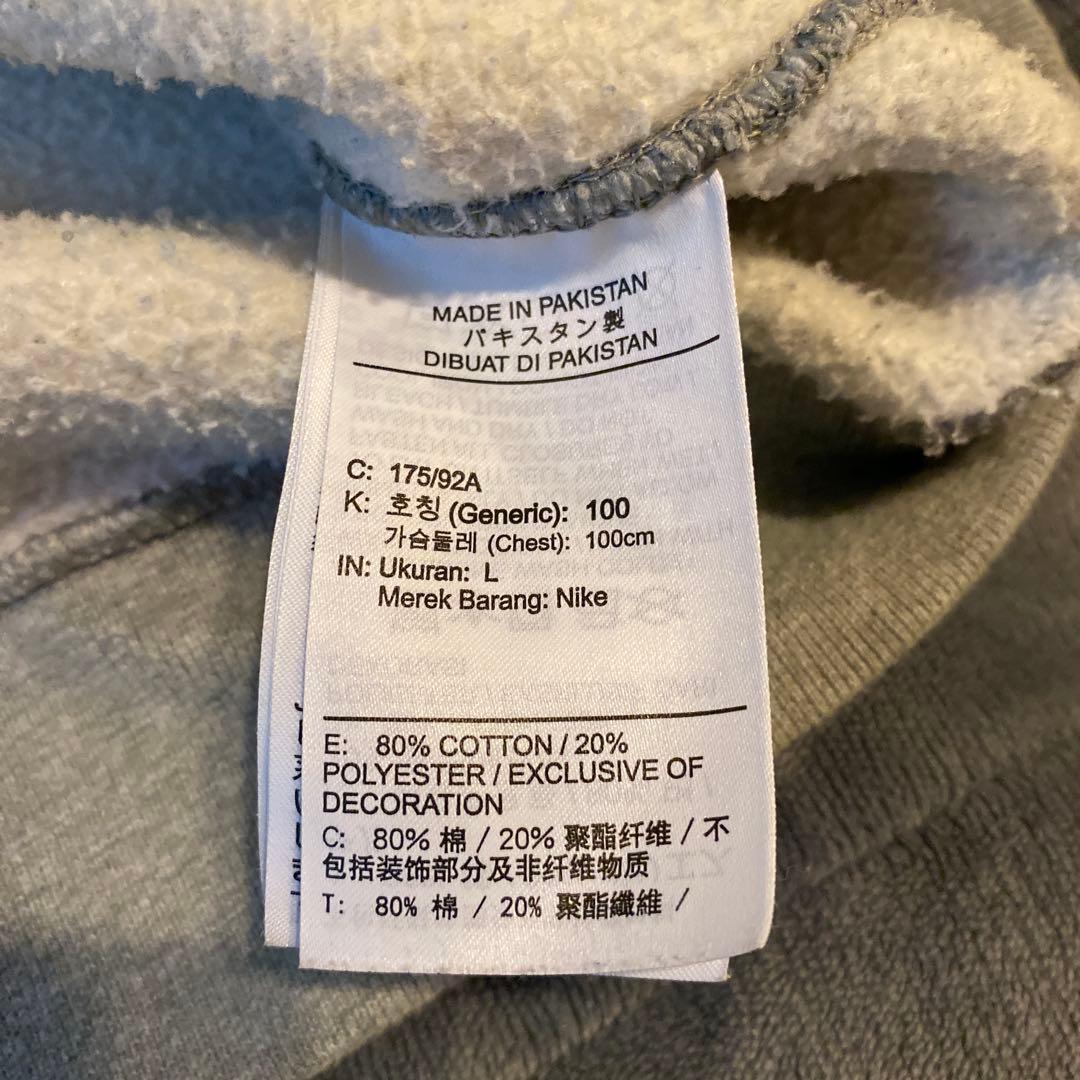 MADE IN PAKISTAN
パキスタン製
DIBUAT DI PAKISTAN
C: 175/92A
K: 호칭 (Generic): 100
가슴둘레 (Chest): 100cm
IN: Ukuran: L
Merek Barang: Nike
E: 80% COTTON / 20%
POLYESTER / EXCLUSIVE OF
DECORATION
C: 80% 棉 / 20% 聚酯纤维 / 不
包括装饰部分及非纤维物质
T: 80% 棉 / 20% 聚酯纖維 /